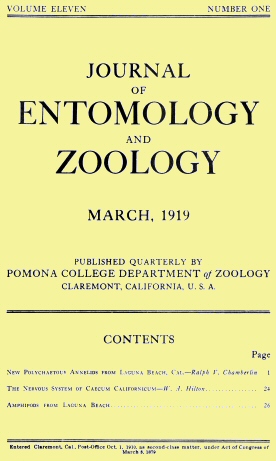 VOLUME ELEVEN NUMBER ONE
JOURNAL
OF
ENTOMOLOGY
AND
ZOOLOGY
MARCH, 1919
PUBLISHED QUARTERLY BY
POMONA COLLEGE DEPARTMENT of ZOOLOGY
CLAREMONT, CALIFORNIA, U. S. A.
CONTENTS
Page
NEW POLYCHAETOUS ANNELIDS FROM LAGUNA BEACH, CAL.—Ralph V. Chamberlin 1
THE NERVOUS SYSTEM OF CAECUM CALIFORNICUM—W. A. Hilton 24
AMPHIPODS FROM LAGUNA BEACH 26
Entered Claremont, Cal., Post-Office Oct. 1, 1910, as second-class matter, under Act of Congress of
March 3, 1879